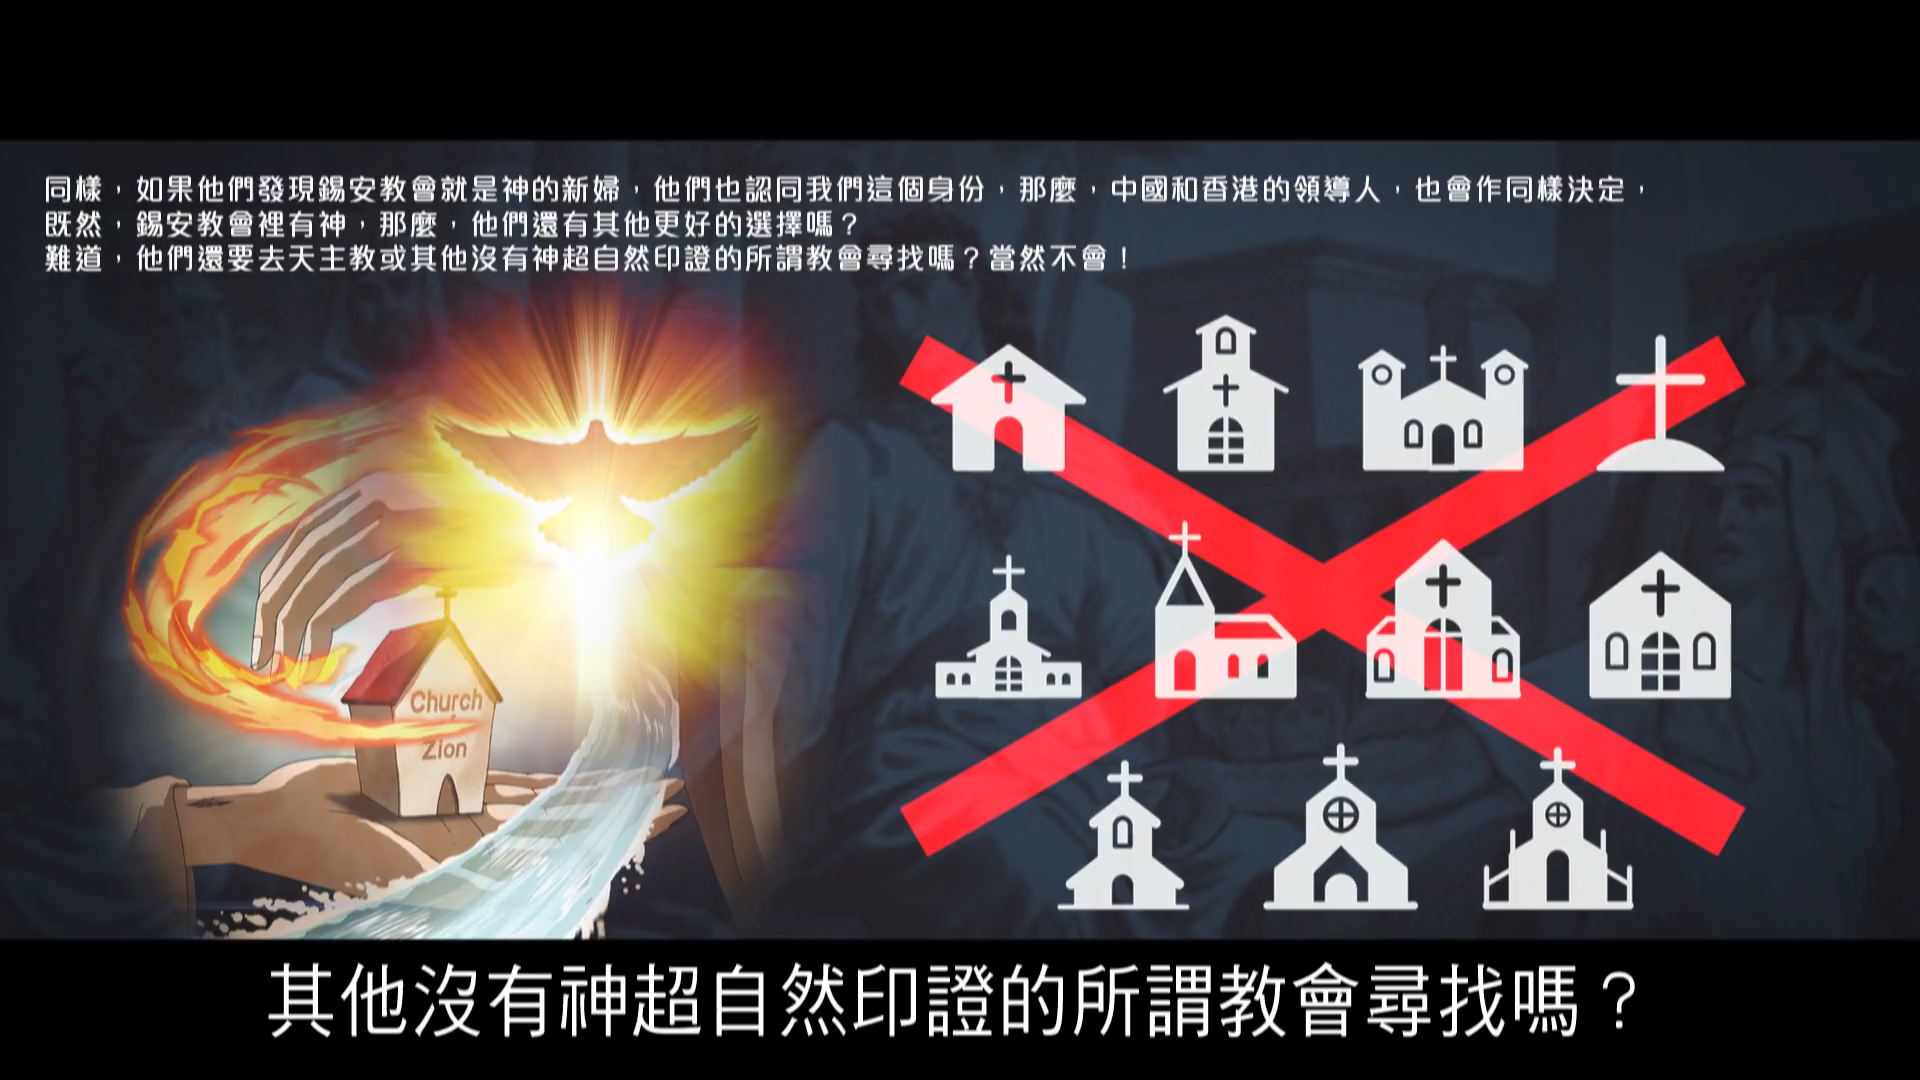 同樣，如果他們發現錫安教會就是神的新婦，他們也認同我們這個身份，那麼，中國和香港的領導人，也會作同樣決定，
既然，錫安教會裡有神，那麼，他們還有其他更好的選擇嗎？
難道，他們還要去天主教或其他沒有神超自然印證的所謂教會尋找嗎？當然不會！
Church
Zion
其他沒有神超自然印證的所謂教會尋找嗎？